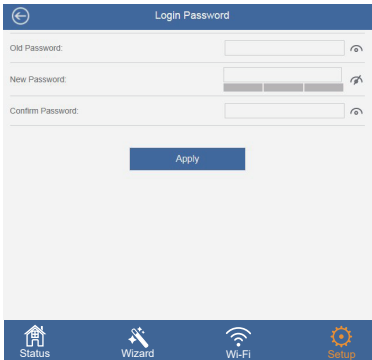 Login Password
Old Password:
New Password:
Confirm Password:
Apply
Status Wizard Wi-Fi Setup